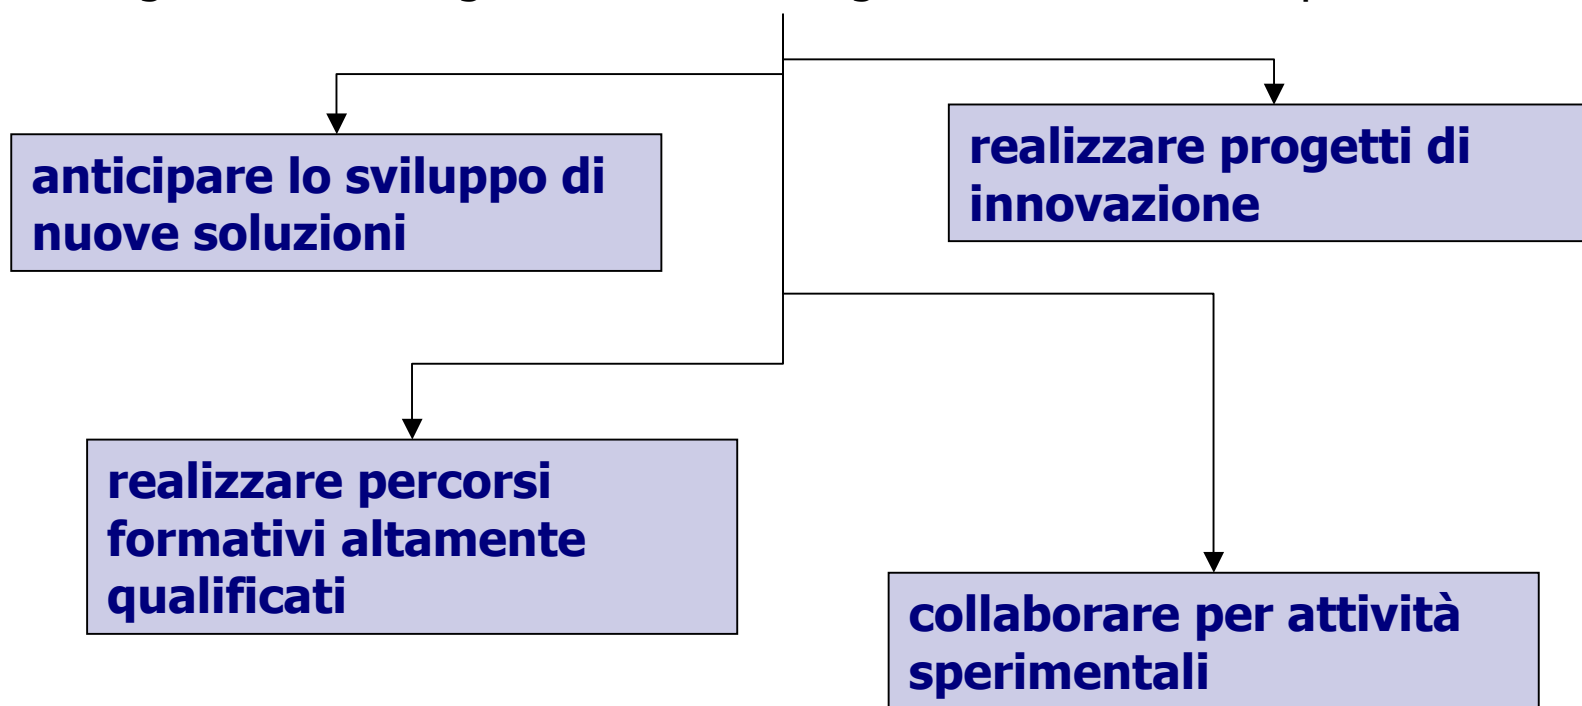 anticipare lo sviluppo di
nuove soluzioni
realizzare progetti di
innovazione
realizzare percorsi
formativi altamente
qualificati
collaborare per attività
sperimentali